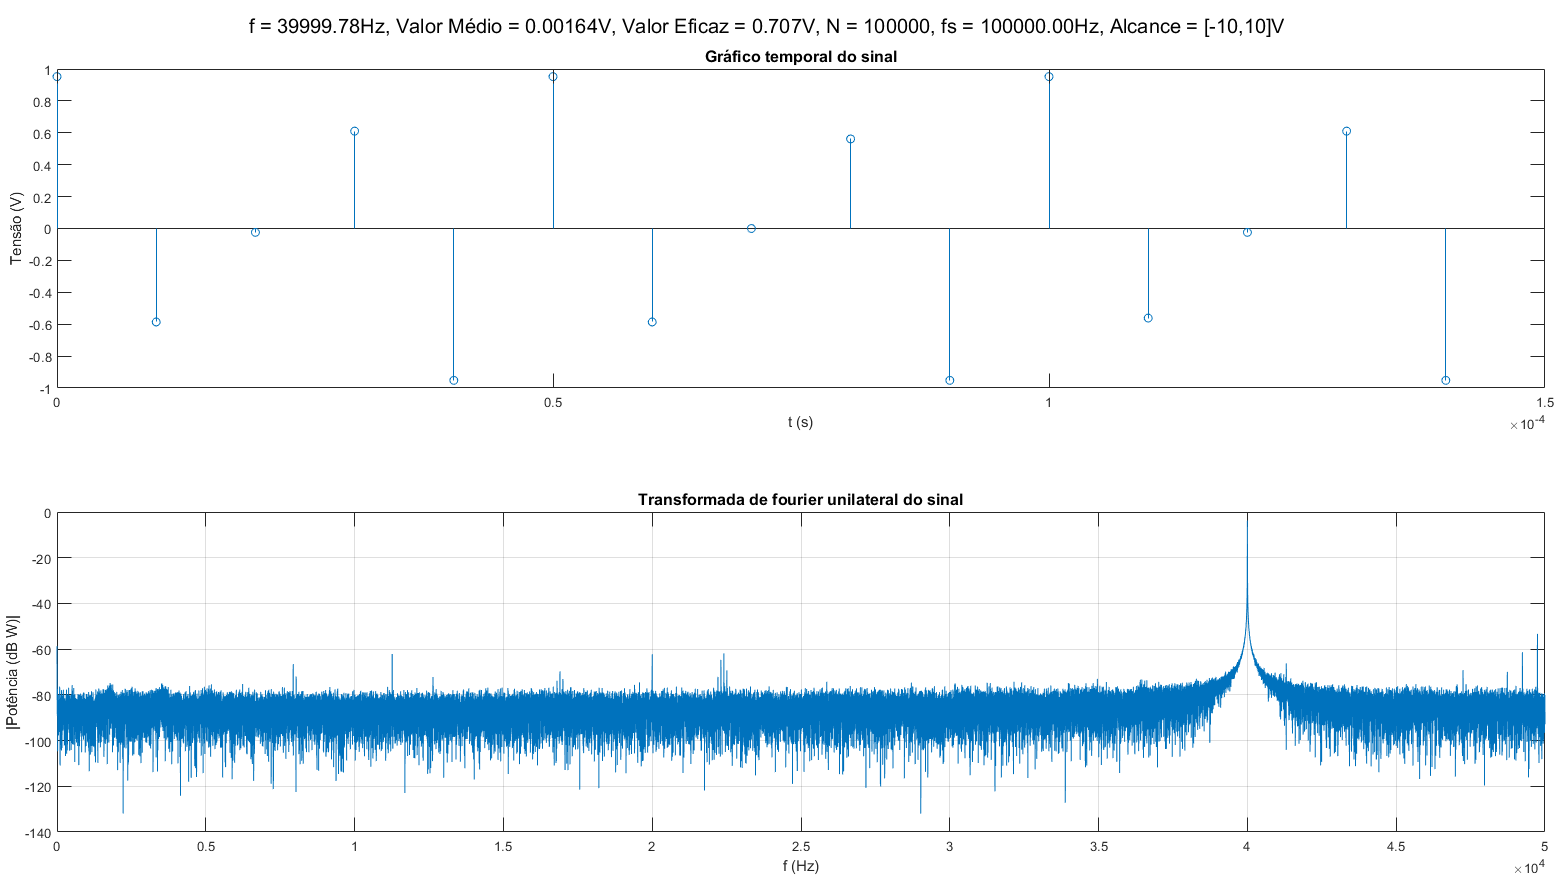 f = 39999.78Hz, Valor Médio = 0.00164V, Valor Eficaz = 0.707V, N = 100000, fs = 100000.00Hz, Alcance = [-10,10]V
Gráfico temporal do sinal
1
0.8
0.6
0.4
0.2
0
-0.2
-0.4
-0.6
-0.8
-1
Tensão (V)
0 0.5 1 1.5
t (s)
×10-4
Transformada de fourier unilateral do sinal
0
-20
-40
-60
-80
-100
-120
-140
|Potência (dB W)|
0 0.5 1 1.5 2 2.5 3 3.5 4 4.5 5
f (Hz)
×104